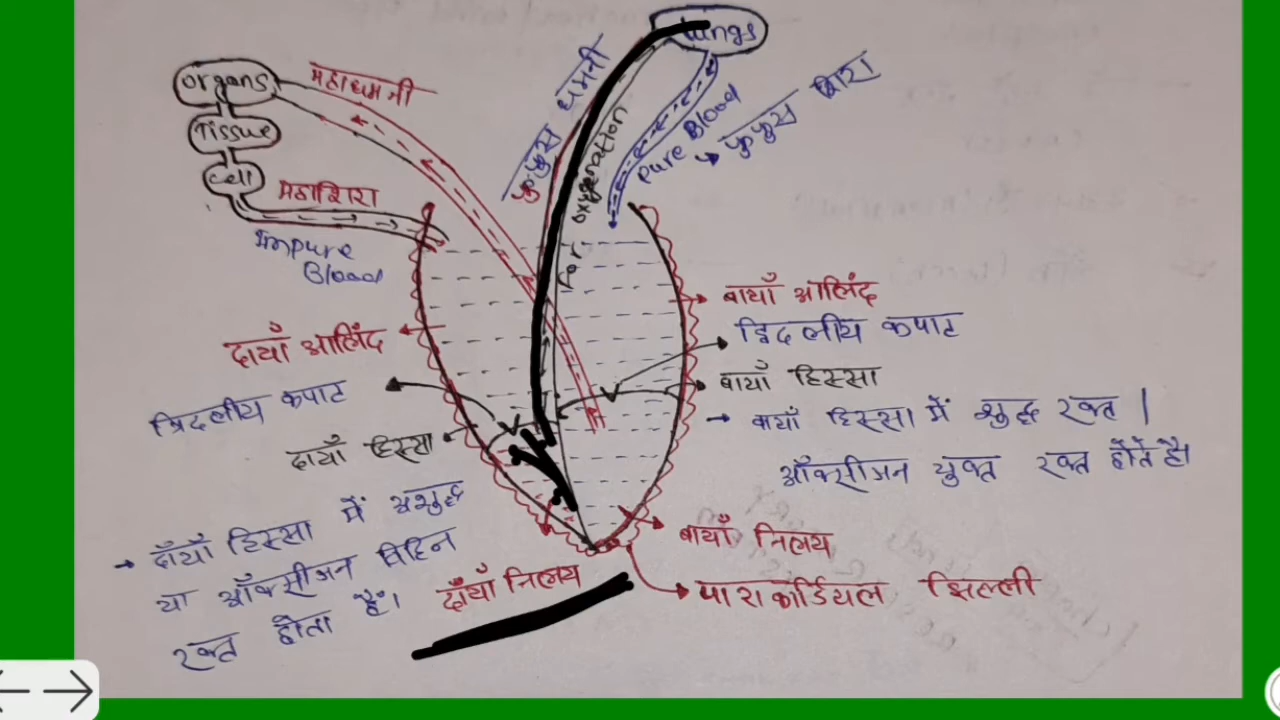 Lungs
organs
महाधमनी
फुफ्फुस धमनी
Tissue
cell
महाशिरा
for oxygenation
Pure Blood
फुफ्फुस शिरा
Impure
Blood
बायाँ आलिंद
दायाँ आलिंद
द्विदलीय कपाट
बायाँ हिस्सा
त्रिदलीय कपाट
दायाँ हिस्सा
→ बायाँ हिस्सा में शुद्ध रक्त |
ऑक्सीजन युक्त रक्त होते है।
→ दाँयाँ हिस्सा में अशुद्ध
या ऑक्सीजन विहिन
रक्त होता है।
बायाँ निलय
दाँयाँ निलय
पाराकॉर्डियल झिल्ली